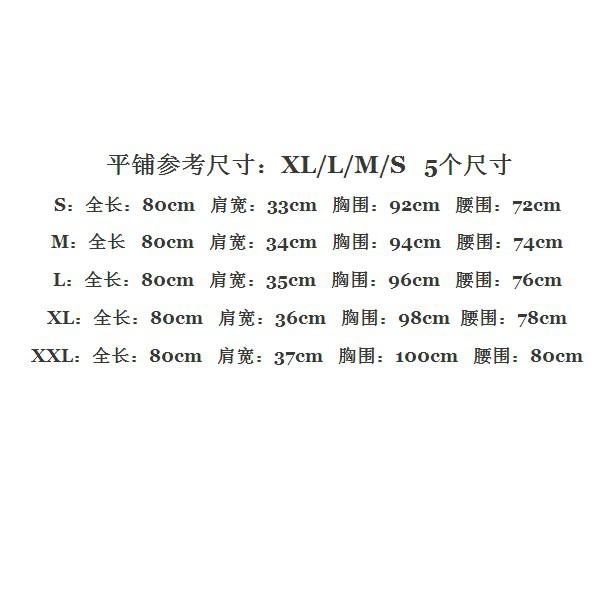 平铺参考尺寸：XL/L/M/S 5个尺寸
S：全长：80cm 肩宽：33cm 胸围：92cm 腰围：72cm
M：全长 80cm 肩宽：34cm 胸围：94cm 腰围：74cm
L：全长：80cm 肩宽：35cm 胸围：96cm 腰围：76cm
XL：全长：80cm 肩宽：36cm 胸围：98cm 腰围：78cm
XXL：全长：80cm 肩宽：37cm 胸围：100cm 腰围：80cm